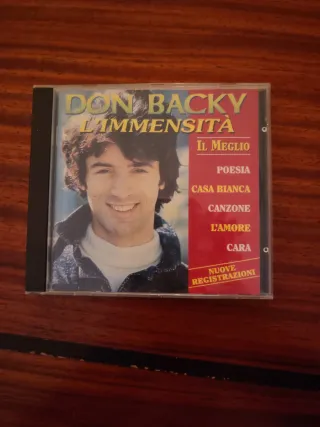 DON BACKY
L'IMMENSITÀ
IL MEGLIO
POESIA
CASA BIANCA
CANZONE
L'AMORE
CARA
NUOVE
REGISTRAZIONI